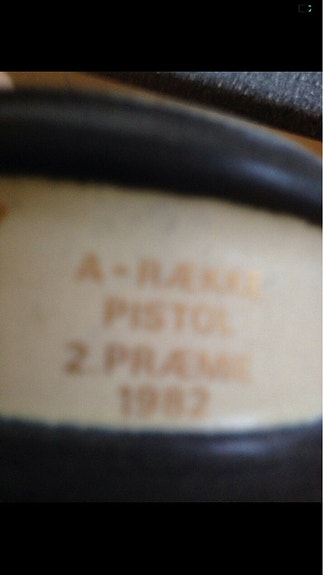 A-RÆKKE
PISTOL
2. PRÆMIE
1982